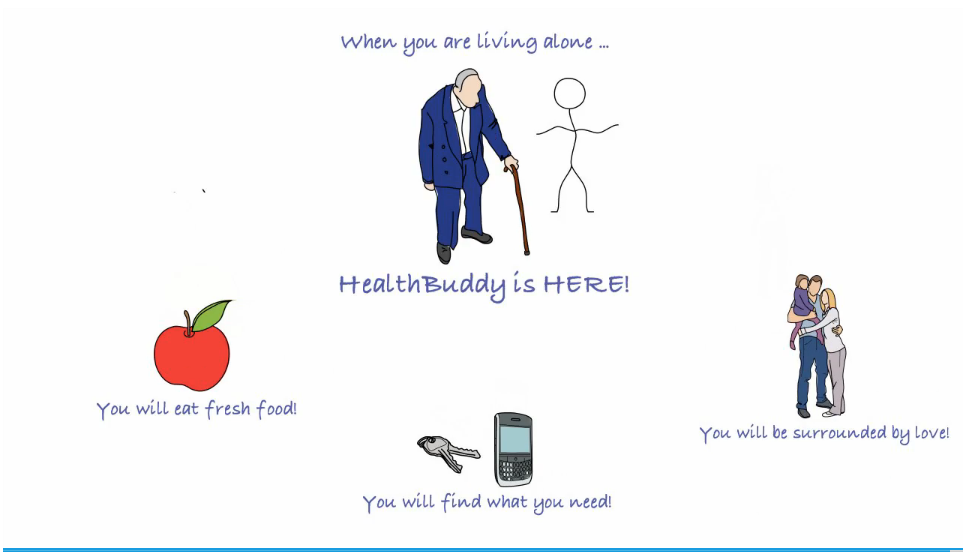 When you are living alone ...
HealthBuddy is HERE!
You will eat fresh food!
You will be surrounded by love!
You will find what you need!